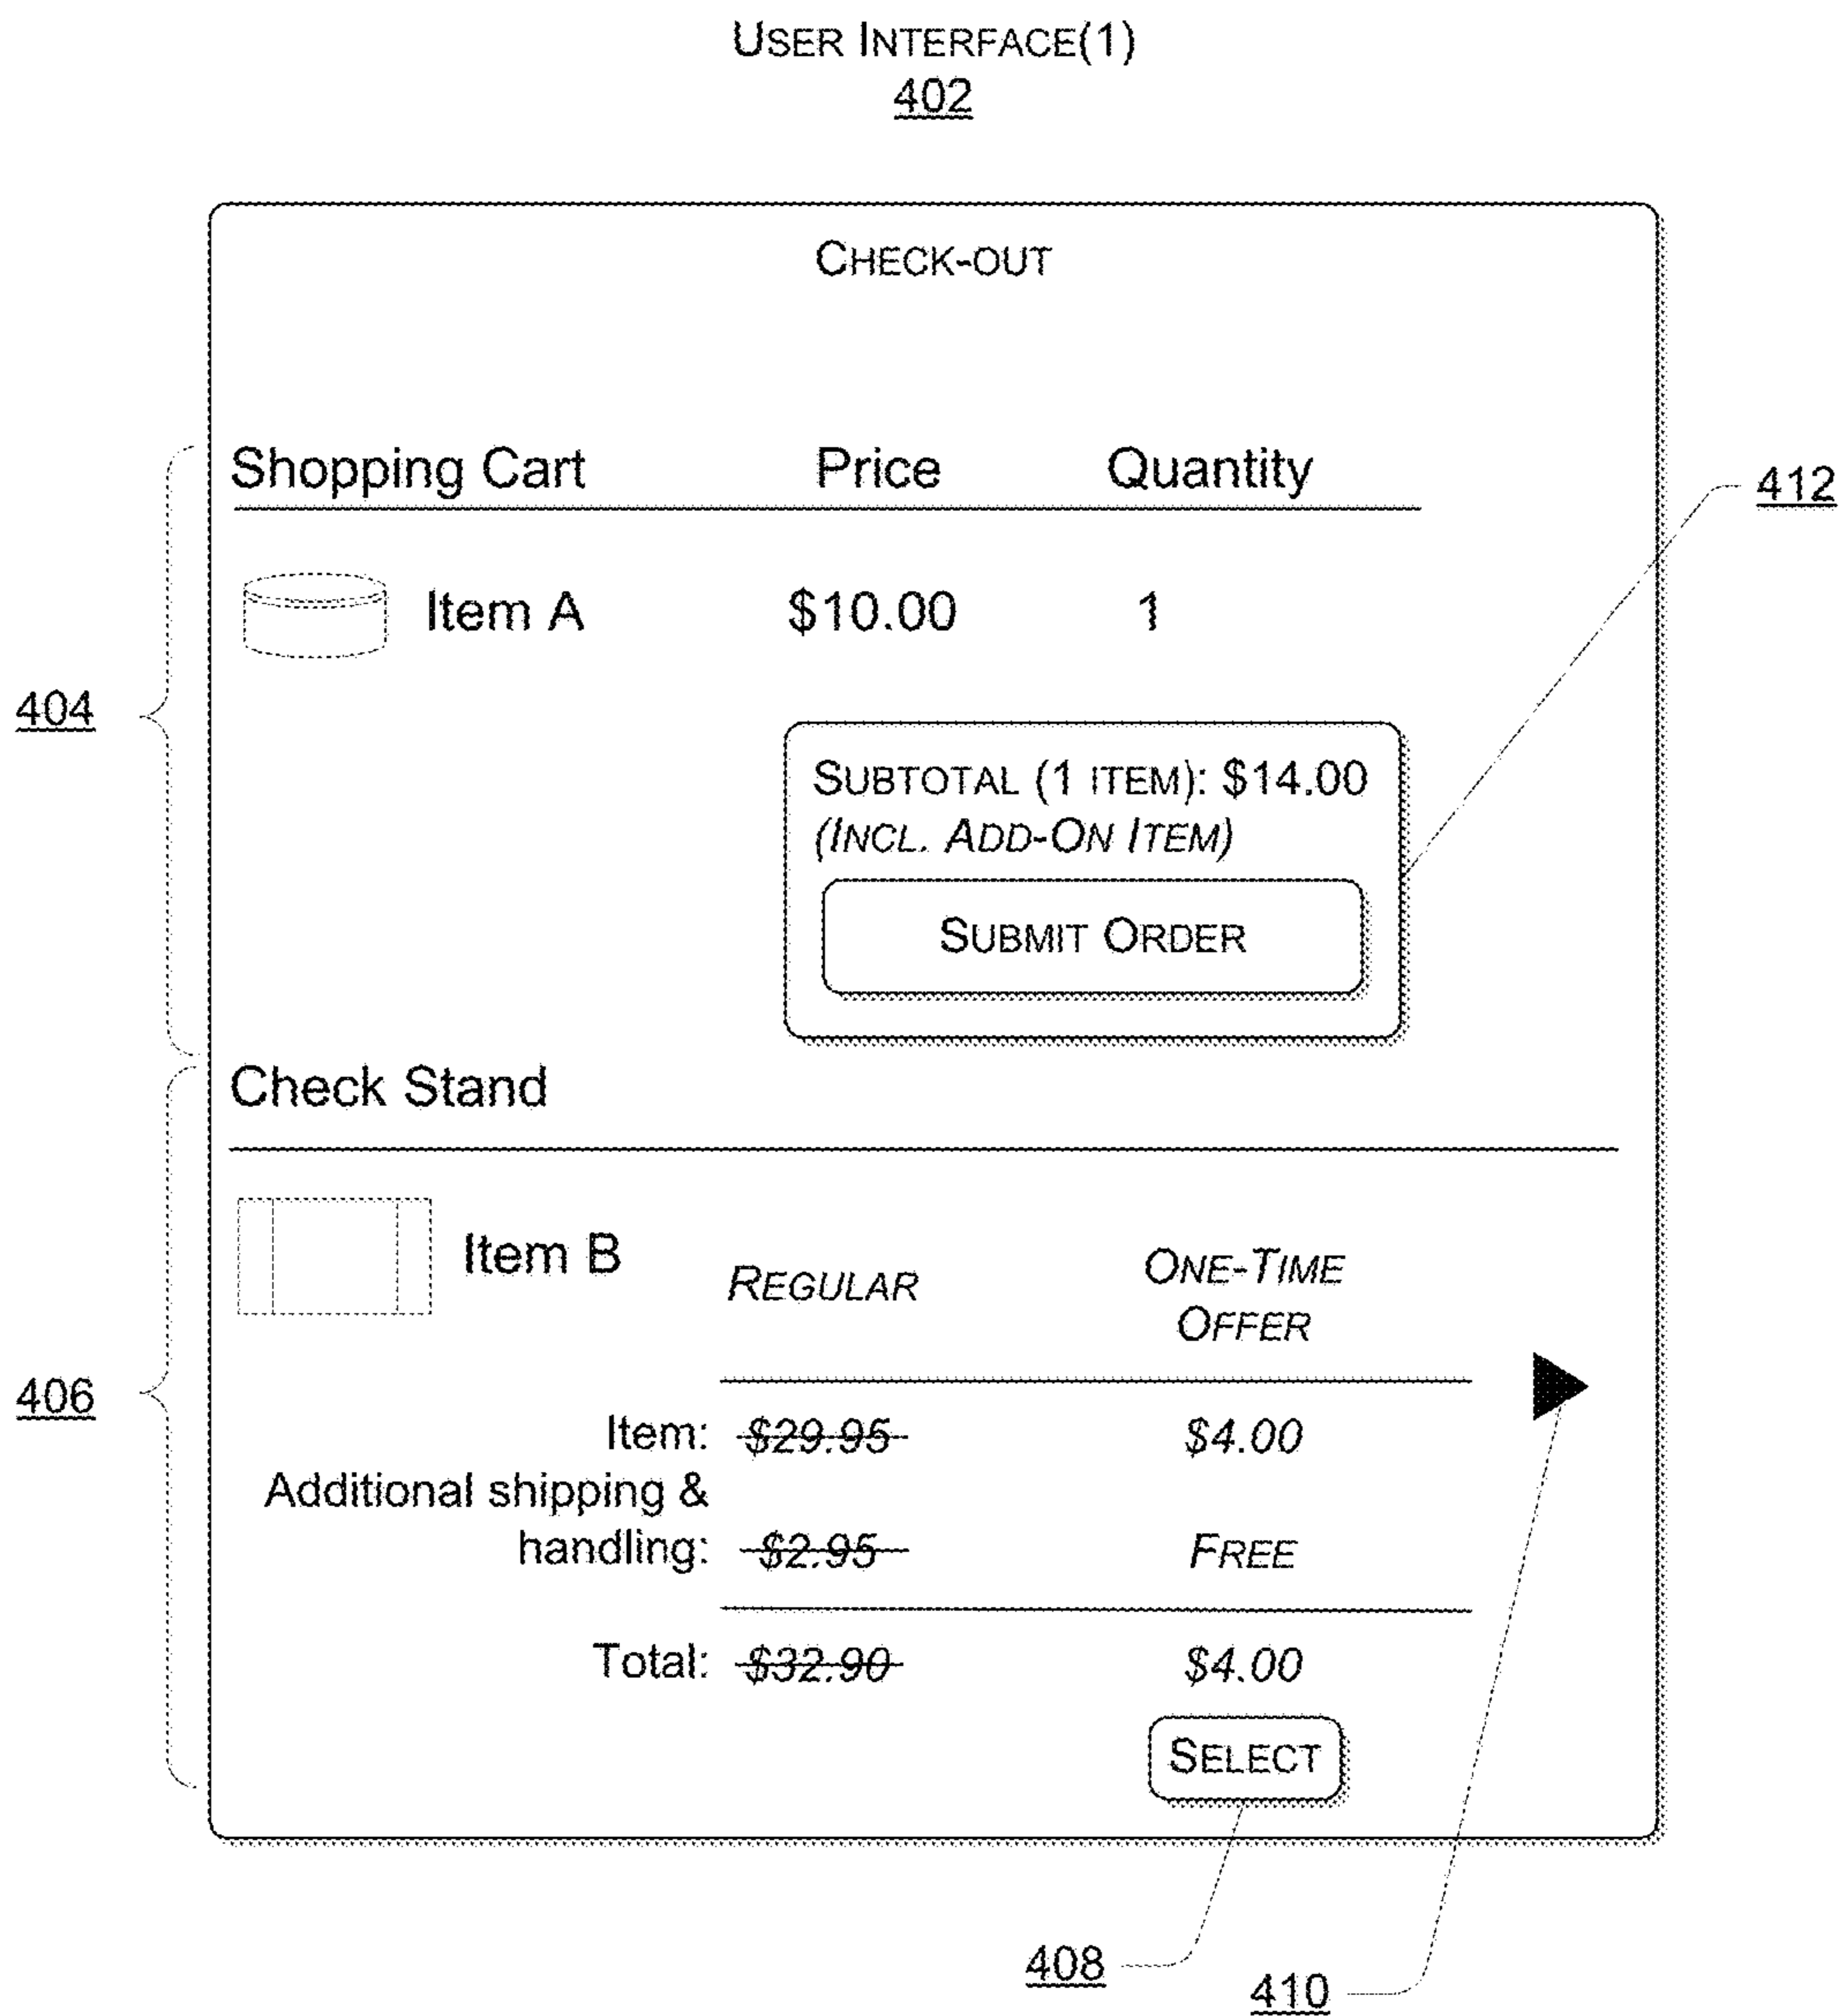 USER INTERFACE(1)
402
CHECK-OUT
Shopping Cart Price Quantity
412
Item A $10.00 1
404
SUBTOTAL (1 ITEM): $14.00
(INCL. ADD-ON ITEM)
SUBMIT ORDER
Check Stand
Item B
REGULAR
ONE-TIME
OFFER
406
Item: $29.95 $4.00
Additional shipping &
handling: $2.95 FREE
Total: $32.90 $4.00
SELECT
408
410